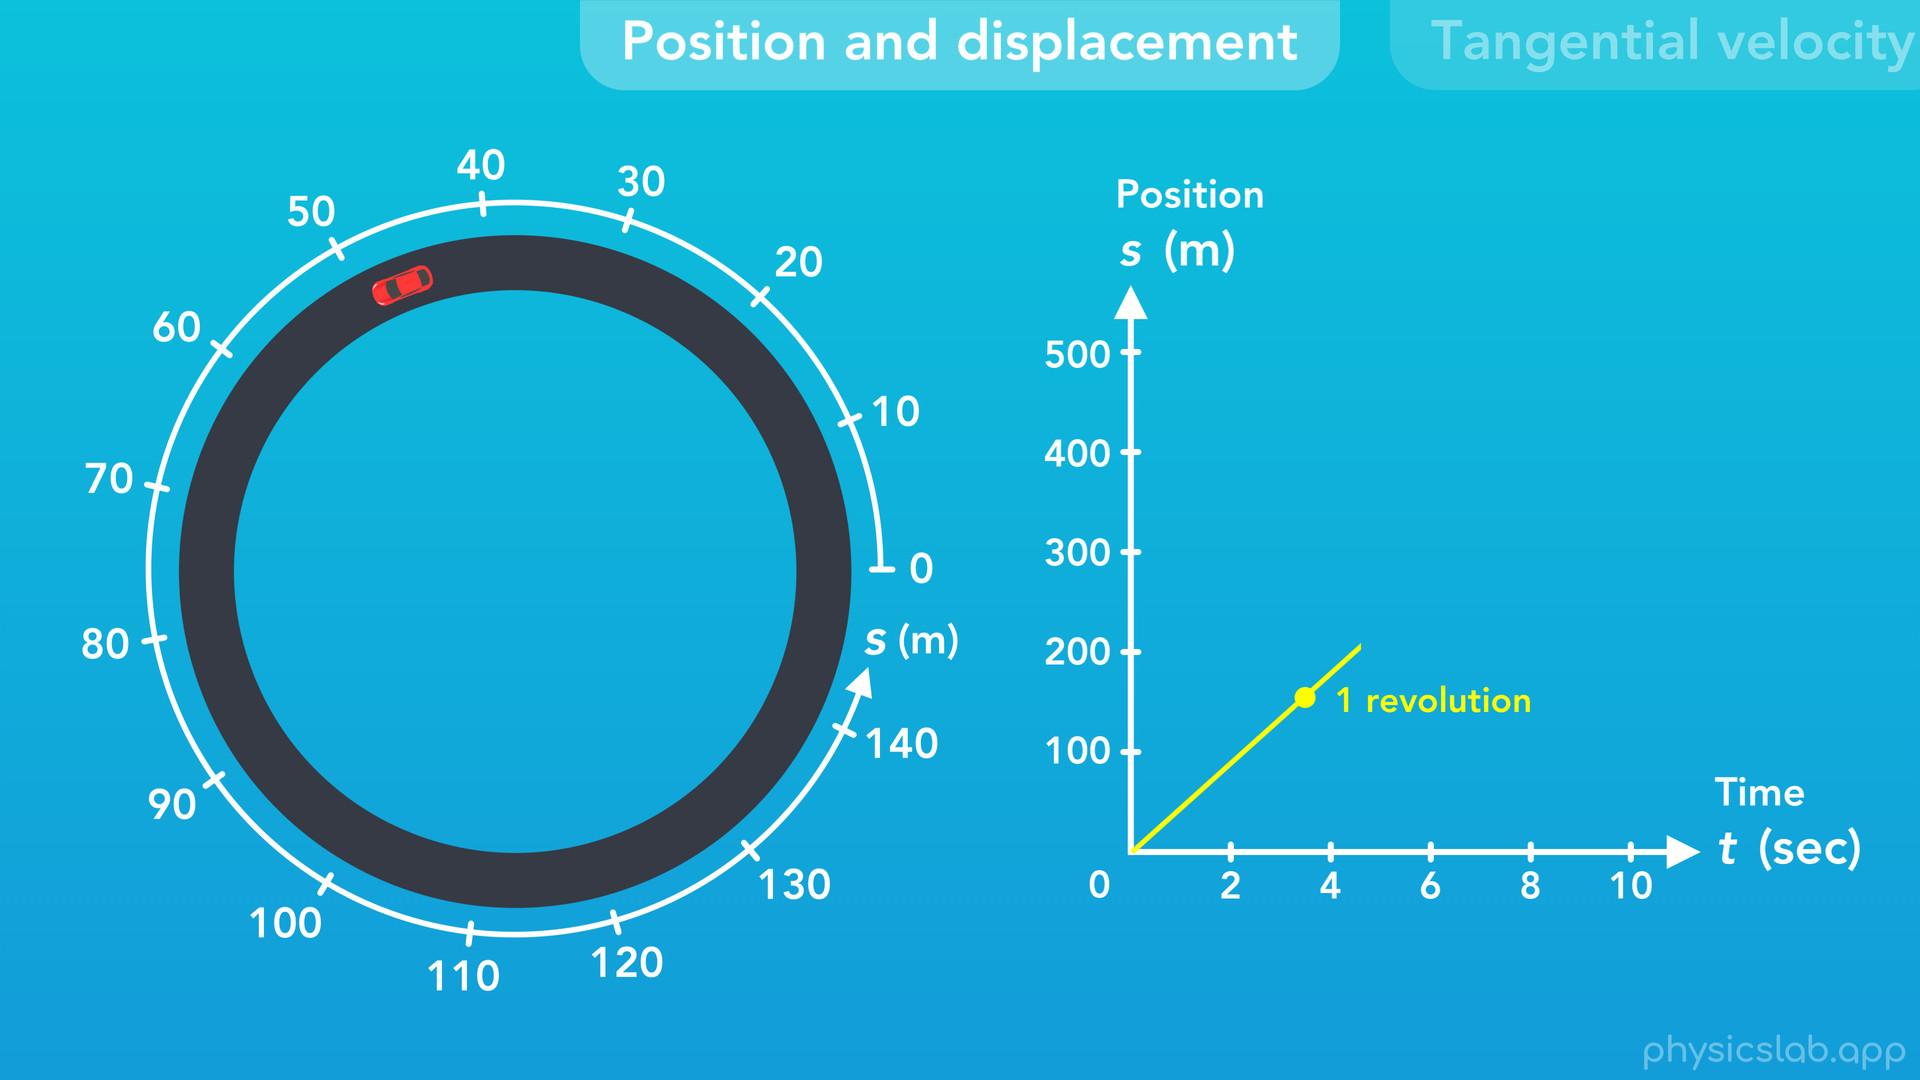 Position and displacement
Tangential velocity
40
30
50
20
60
10
70
0
80
s (m)
140
90
130
100
120
110
Position
s (m)
500
400
300
200
1 revolution
100
Time
t (sec)
0 2 4 6 8 10
physicslab.app